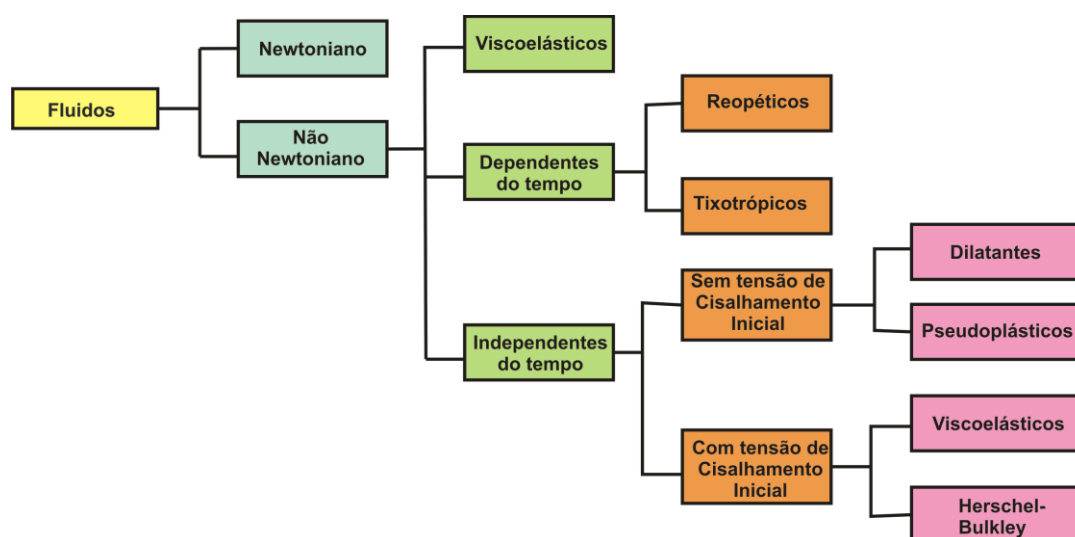 Fluidos
Newtoniano
Não
Newtoniano
Viscoelásticos
Dependentes
do tempo
Independentes
do tempo
Reopéticos
Tixotrópicos
Sem tensão de
Cisalhamento
Inicial
Com tensão de
Cisalhamento
Inicial
Dilatantes
Pseudoplásticos
Viscoelásticos
Herschel-
Bulkley